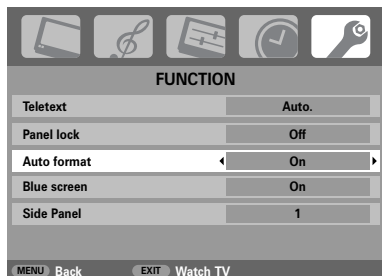 FUNCTION
Teletext Auto.
Panel lock Off
Auto format On
Blue screen On
Side Panel 1
MENU Back EXIT Watch TV